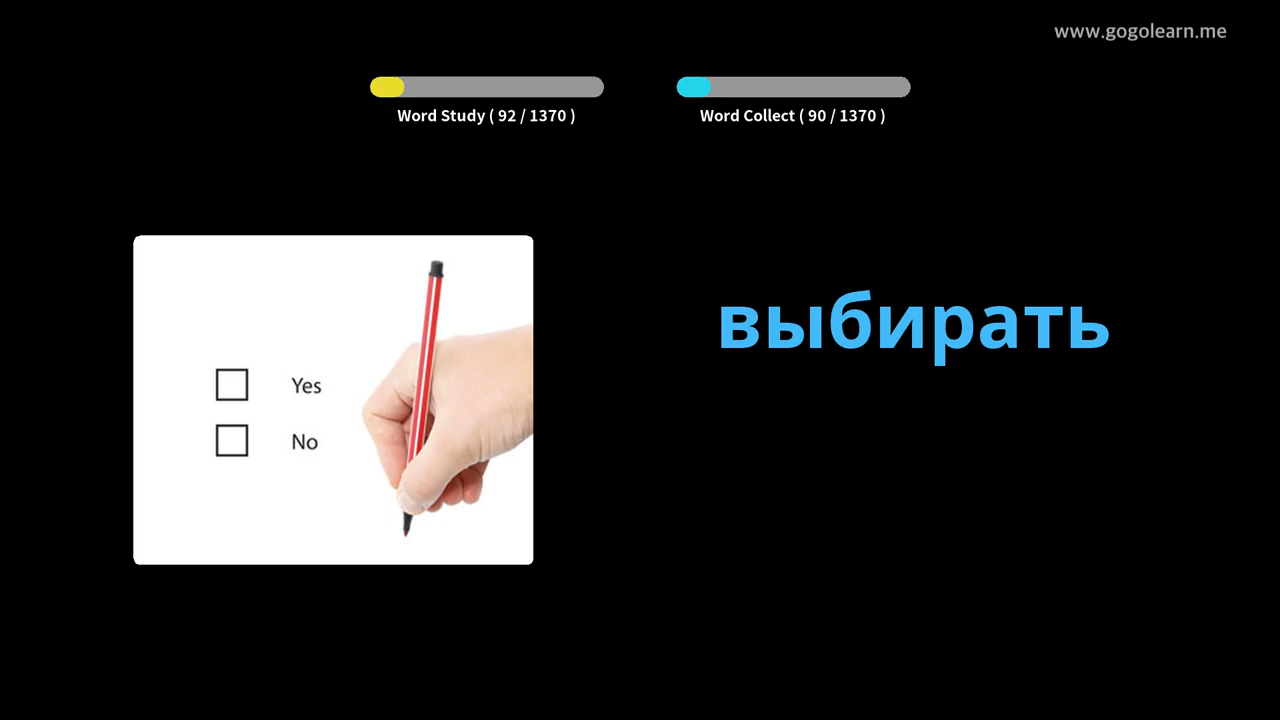 www.gogolearn.me
Word Study ( 92 / 1370 )
Word Collect ( 90 / 1370 )
выбирать
Yes
No